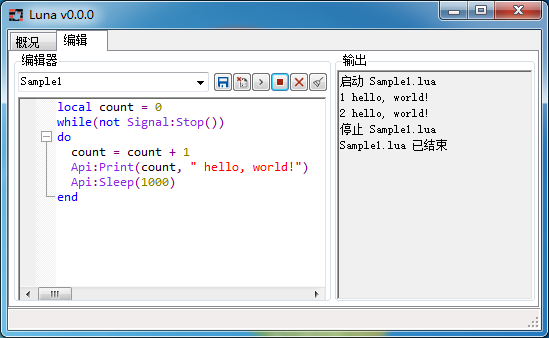 Luna v0.0.0
概况 编辑
编辑器
Sample1
local count = 0
while(not Signal:Stop())
do
count = count + 1
Api:Print(count, " hello, world!")
Api:Sleep(1000)
end
输出
启动 Sample1.lua
1 hello, world!
2 hello, world!
停止 Sample1.lua
Sample1.lua 已结束